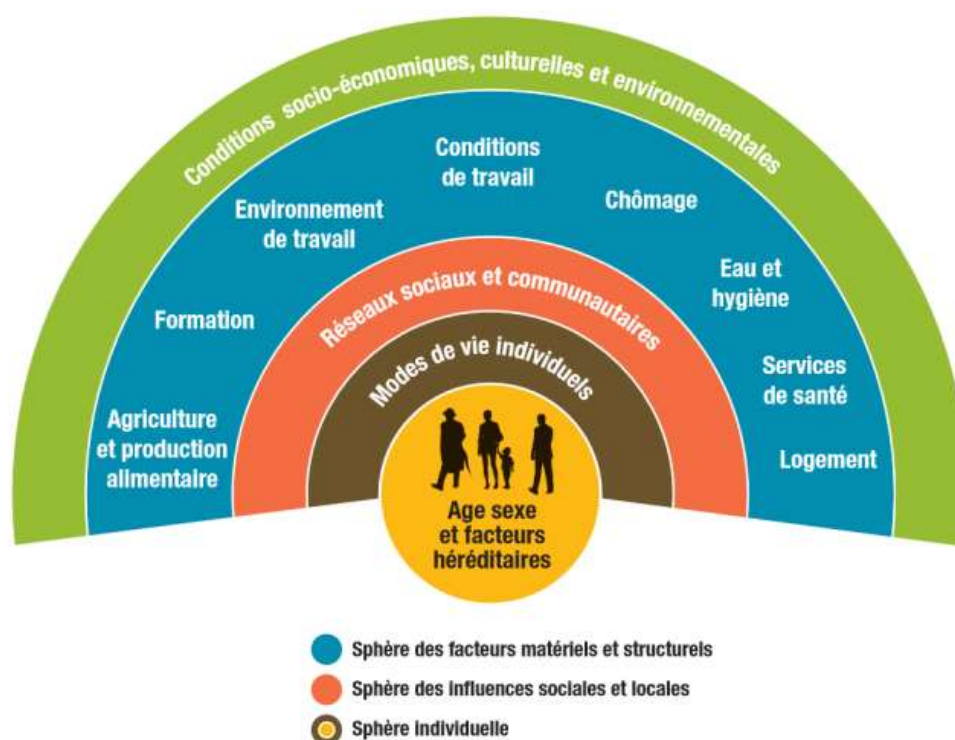 Conditions socio-économiques, culturelles et environnementales
Conditions
de travail
Chômage
Environnement
de travail
Eau et
hygiène
Formation
Réseaux sociaux et communautaires
Services
de santé
Modes de vie individuels
Agriculture
et production
alimentaire
Logement
Age sexe
et facteurs
héréditaires
Sphère des facteurs matériels et structurels
Sphère des influences sociales et locales
Sphère individuelle